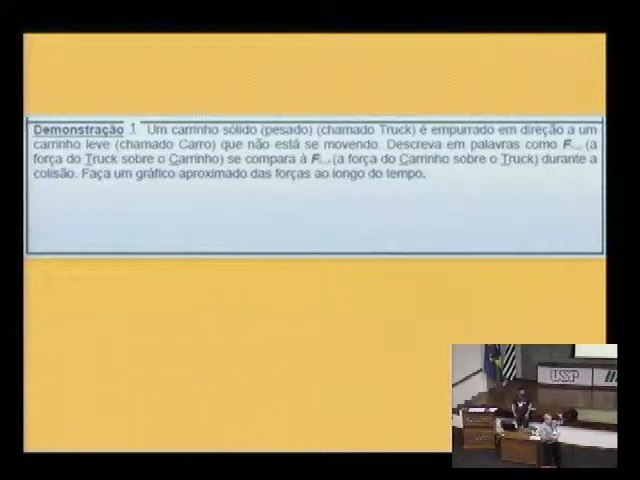 Demonstração 1 Um carrinho sólido (pesado) (chamado Truck) é empurrado em direção a um
carrinho leve (chamado Carro) que não está se movendo. Descreva em palavras como F (a
força do Truck sobre o Carrinho) se compara à F (a força do Carrinho sobre o Truck) durante a
colisão. Faça um gráfico aproximado das forças ao longo do tempo.
USP